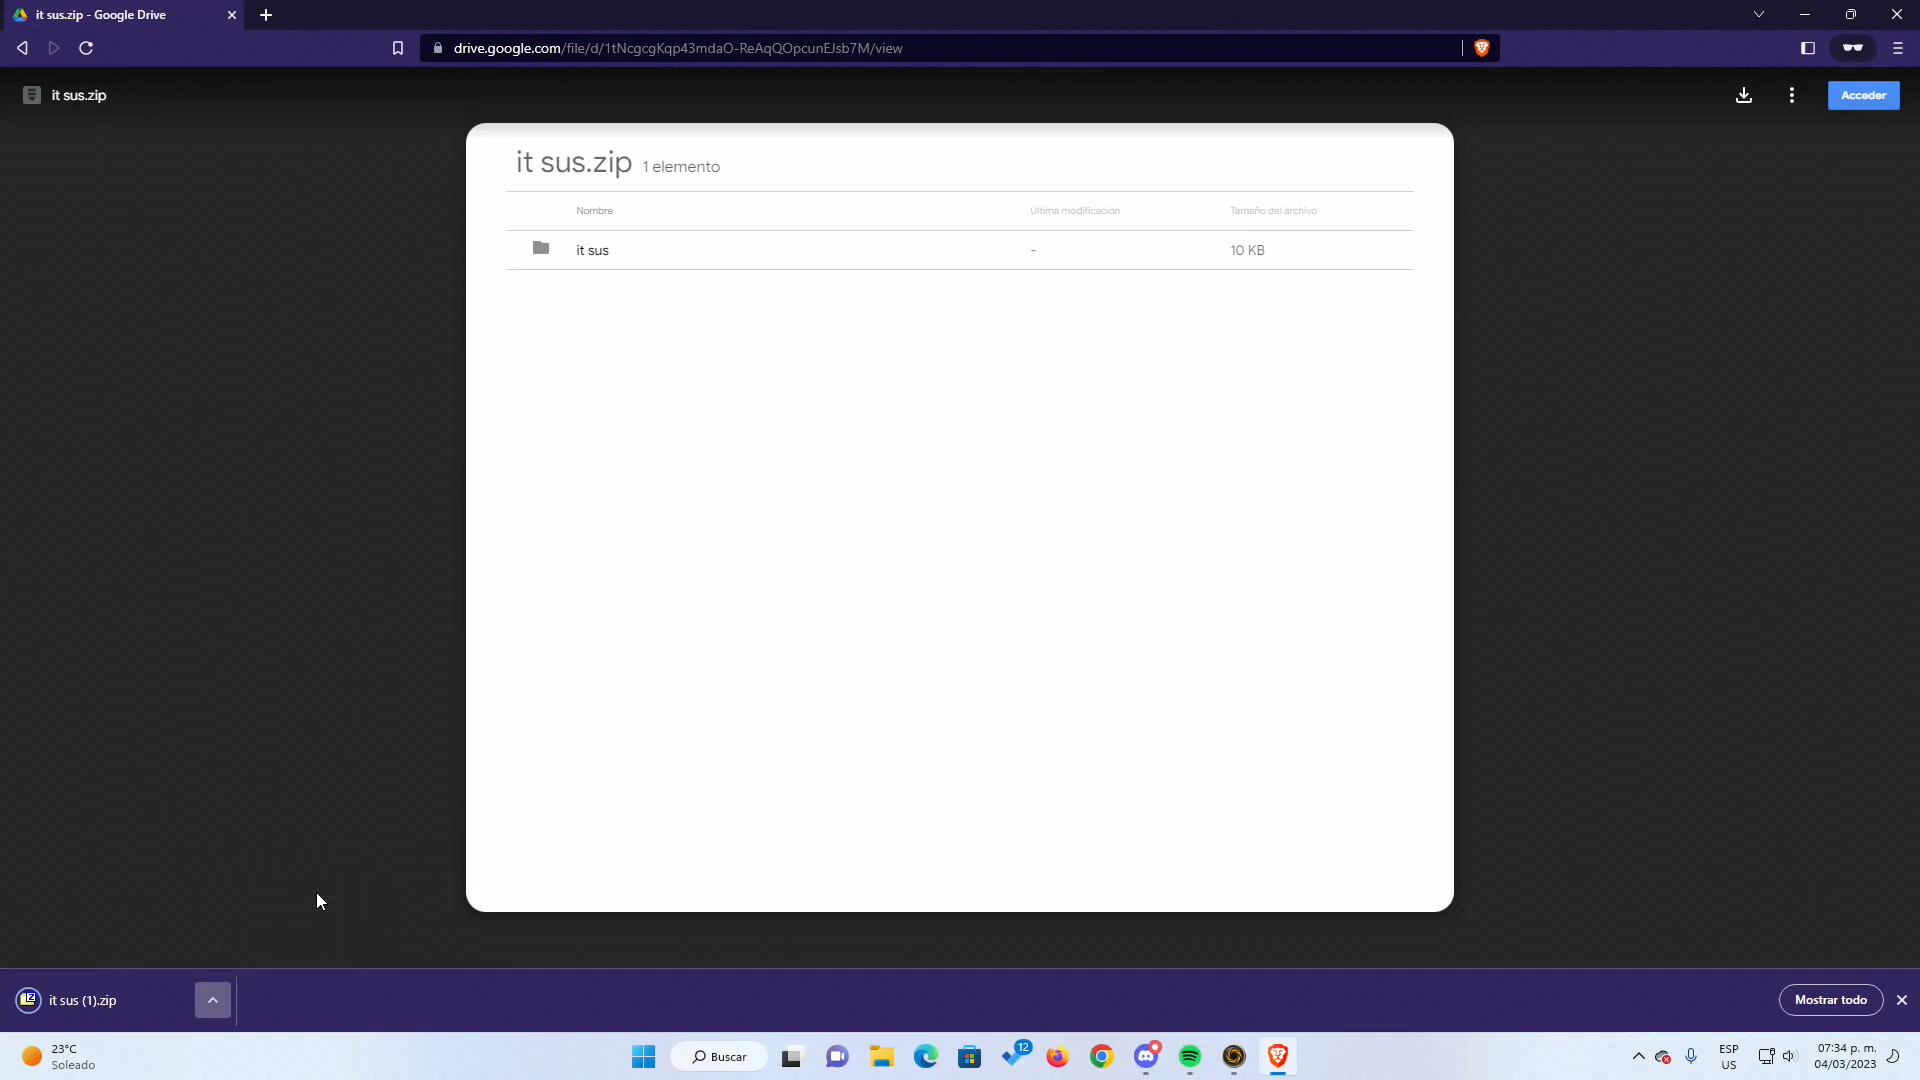 it sus.zip - Google Drive
drive.google.com/file/d/1tNcgcgKqp43mdaO-ReAqQOpcunEJsb7M/view
it sus.zip
Acceder
it sus.zip 1 elemento
Nombre Última modificación Tamaño del archivo
it sus - 10 KB
it sus (1).zip
Mostrar todo
23°C
Soleado
Buscar
12
ESP
US
07:34 p. m.
04/03/2023